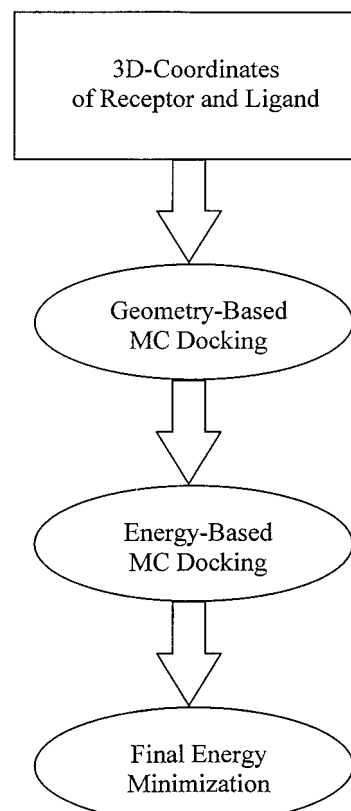 3D-Coordinates
of Receptor and Ligand
Geometry-Based
MC Docking
Energy-Based
MC Docking
Final Energy
Minimization